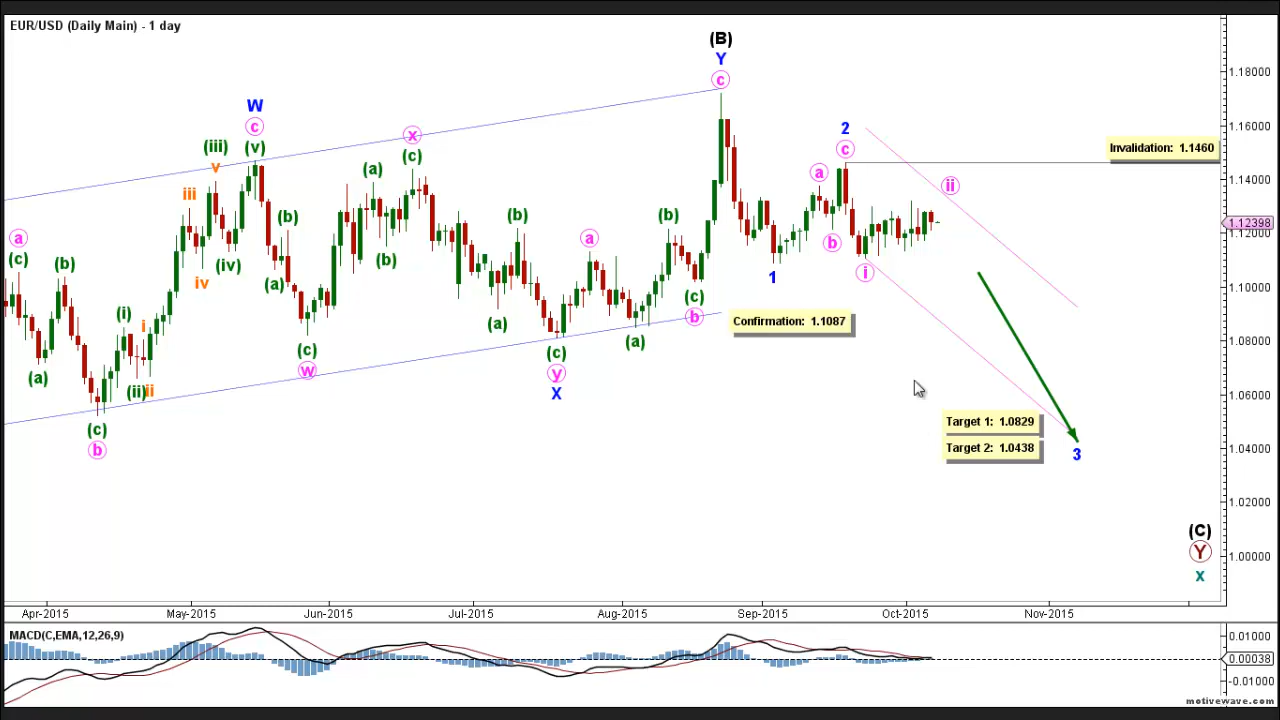 EUR/USD (Daily Main) - 1 day
(B)
Y
c
W
c
(iii) (v)
v
iii
iv
(iv)
a
(c)
(b)
(a)
(i)
i
(ii) ii
(c)
b
(b)
(a)
(c)
w
x
(c)
(a)
(b)
(b)
(a)
(c)
y
X
a
(a)
(b)
(c)
b
1
2
c
a
b
i
ii
Invalidation: 1.1460
Confirmation: 1.1087
Target 1: 1.0829
Target 2: 1.0438
3
(C)
Y
x
1.18000
1.16000
1.14000
1.12398
1.12000
1.10000
1.08000
1.06000
1.04000
1.02000
1.00000
Apr-2015 May-2015 Jun-2015 Jul-2015 Aug-2015 Sep-2015 Oct-2015 Nov-2015
MACD(C,EMA,12,26,9)
0.01000
0.00038
-0.01000
motivewave.com